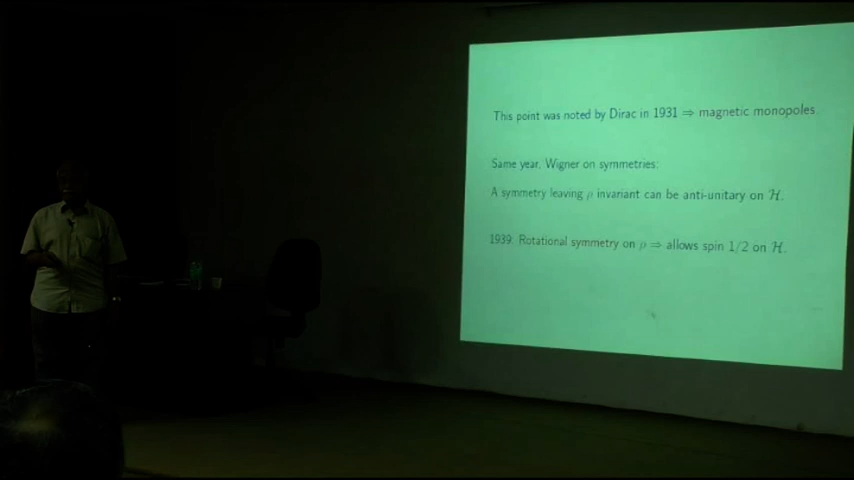 This point was noted by Dirac in 1931 ⇒ magnetic monopoles.
Same year, Wigner on symmetries:
A symmetry leaving ρ invariant can be anti-unitary on ℋ.
1939: Rotational symmetry on ρ ⇒ allows spin 1/2 on ℋ.